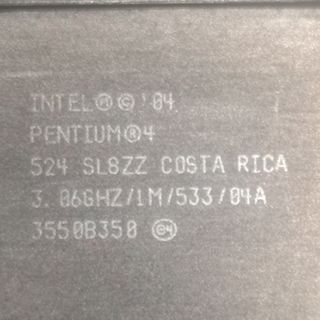 INTEL®©'04
PENTIUM®4
524 SL8ZZ COSTA RICA
3.06GHZ/1M/533/04A
3550B350 e4